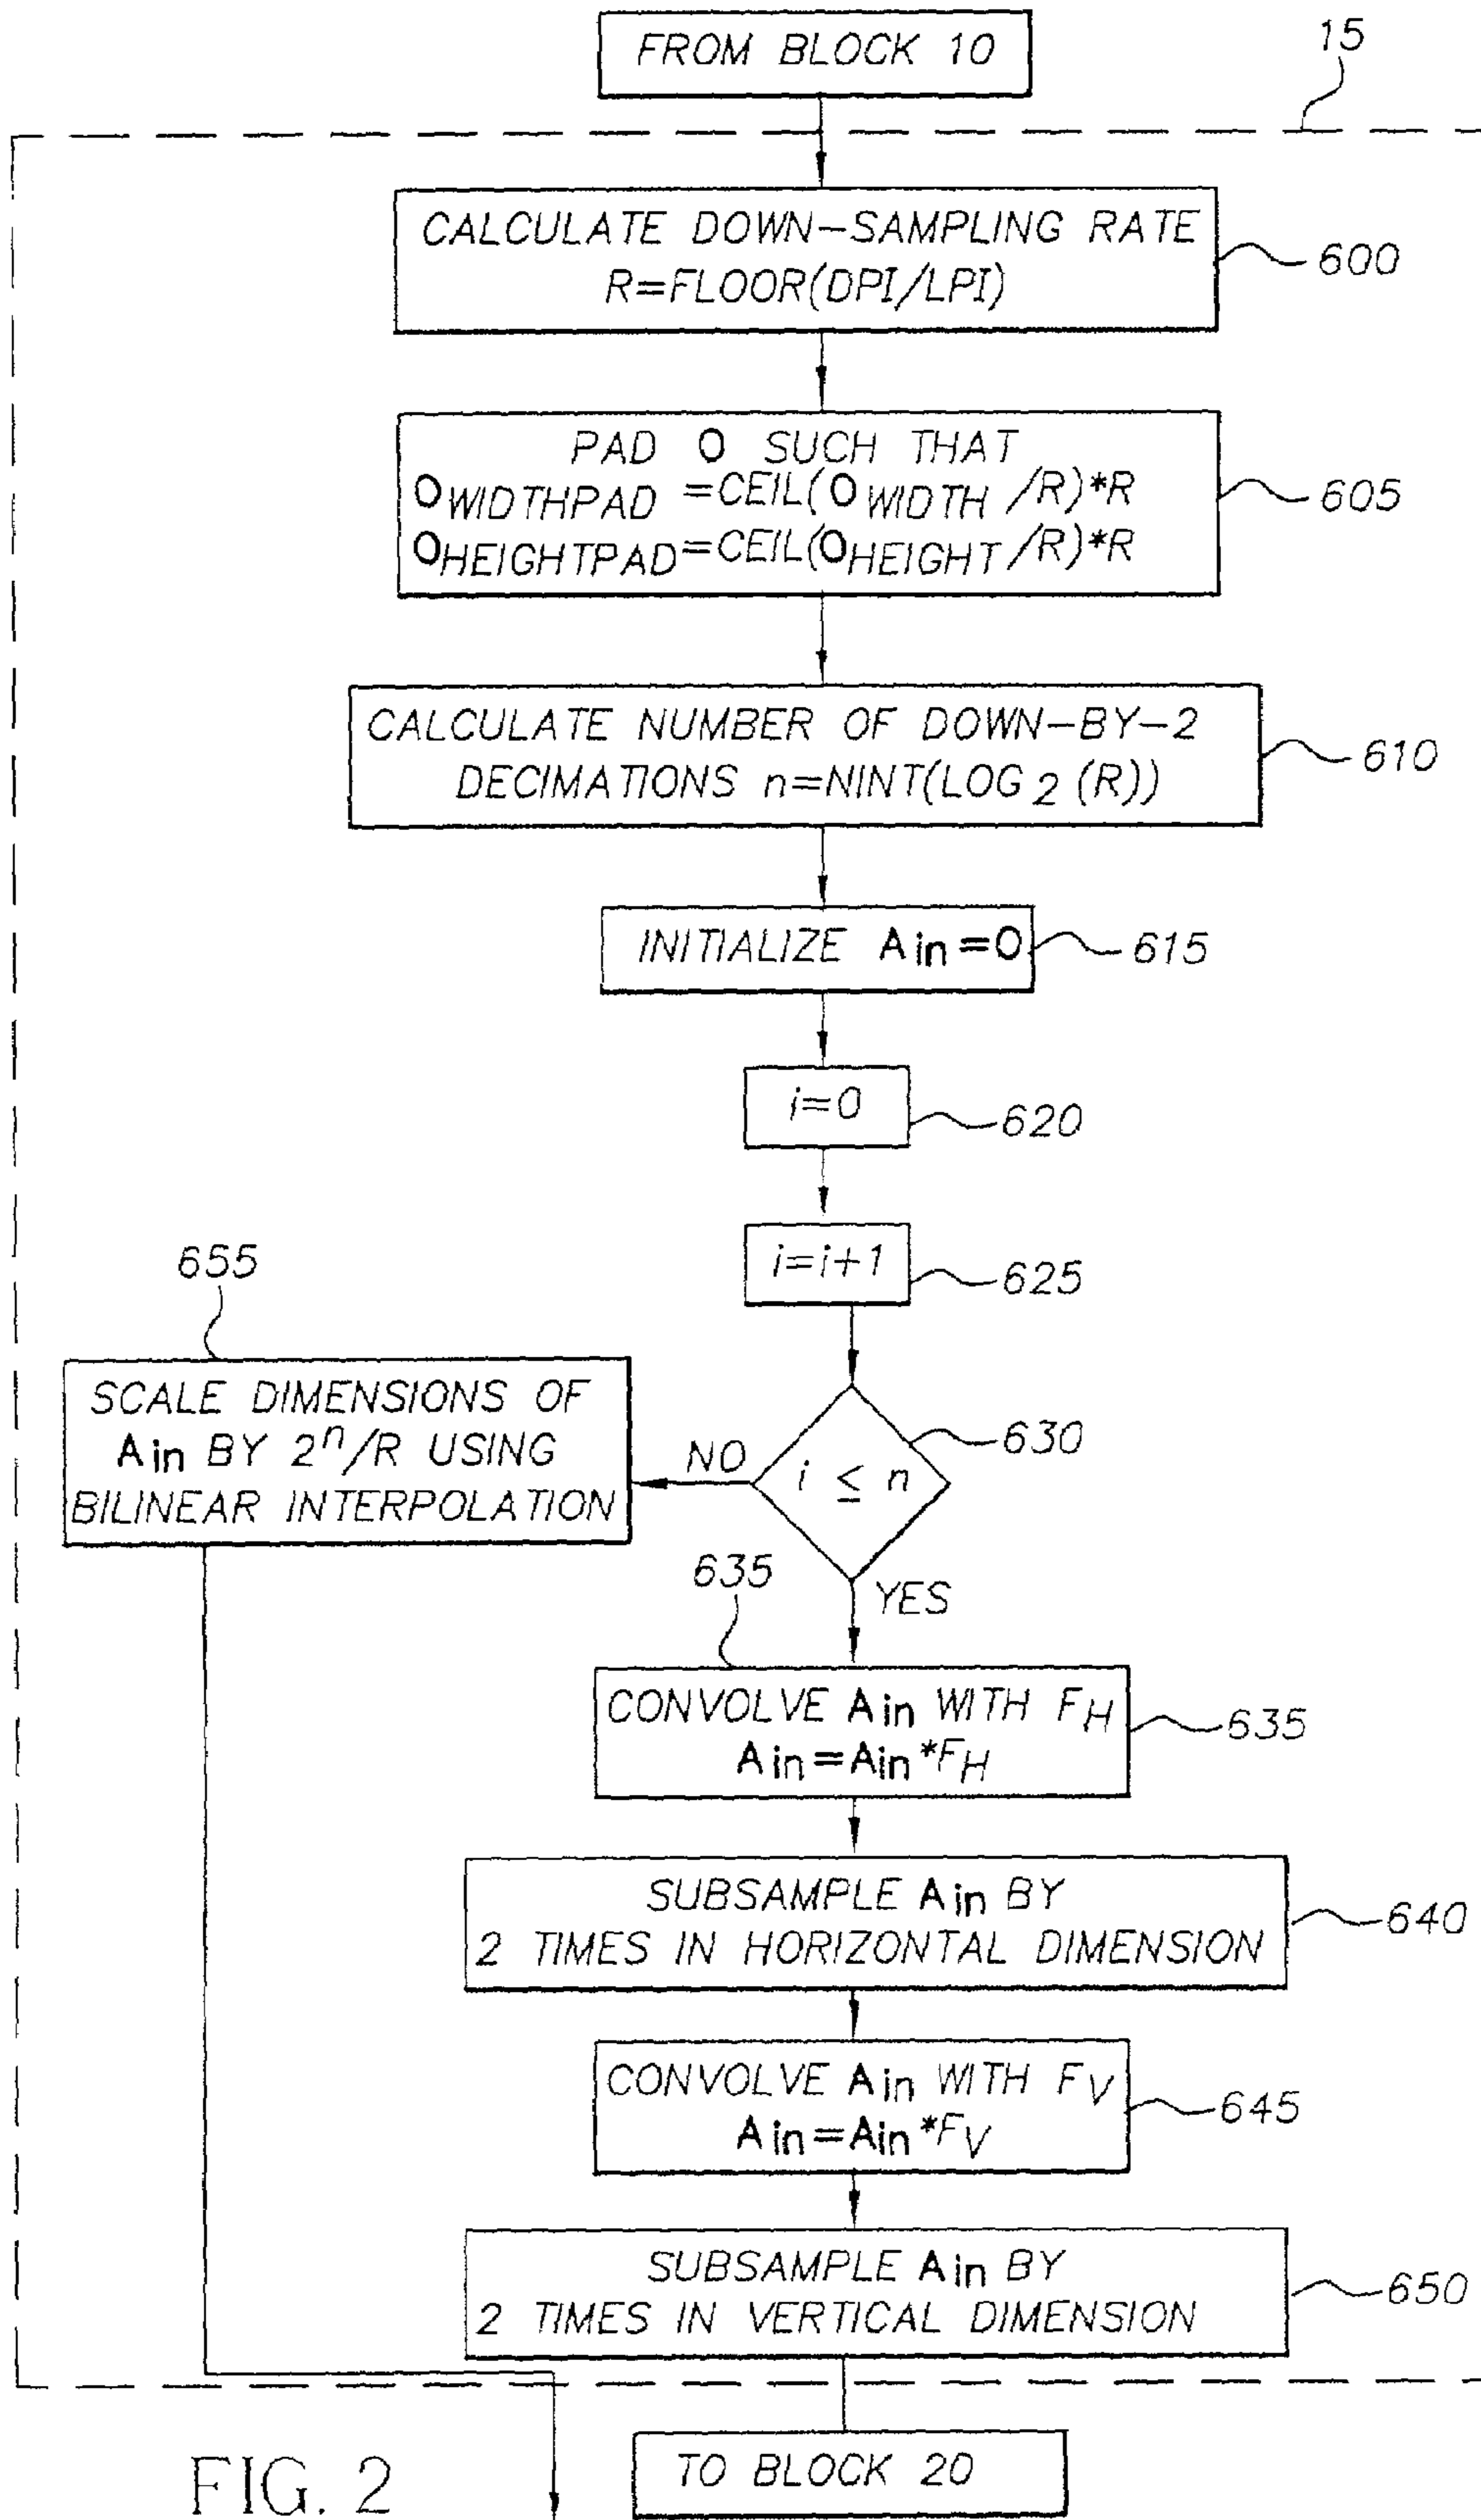 FROM BLOCK 10
15
CALCULATE DOWN-SAMPLING RATE
R=FLOOR(DPI/LPI)
600
PAD O SUCH THAT
OWIDTHPAD =CEIL(OWIDTH /R)*R
OHEIGHTPAD=CEIL(OHEIGHT /R)*R
605
CALCULATE NUMBER OF DOWN-BY-2
DECIMATIONS n=NINT(LOG2 (R))
610
INITIALIZE Ain=O
615
i=0
620
i=i+1
625
655
SCALE DIMENSIONS OF
Ain BY 2^n/R USING
BILINEAR INTERPOLATION
NO
i ≤ n
630
YES
635
CONVOLVE Ain WITH FH
Ain=Ain*FH
635
SUBSAMPLE Ain BY
2 TIMES IN HORIZONTAL DIMENSION
640
CONVOLVE Ain WITH FV
Ain=Ain*FV
645
SUBSAMPLE Ain BY
2 TIMES IN VERTICAL DIMENSION
650
TO BLOCK 20
FIG. 2